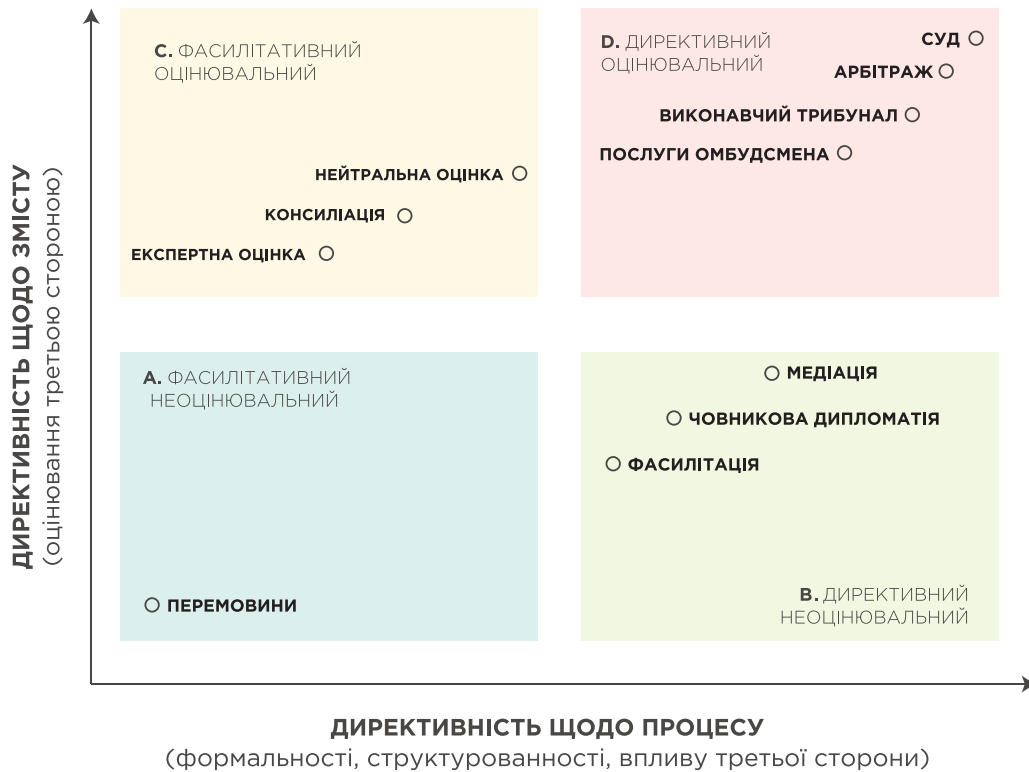 ДИРЕКТИВНІСТЬ ЩОДО ЗМІСТУ
(оцінювання третьою стороною)
C. ФАСИЛІТАТИВНИЙ
ОЦІНЮВАЛЬНИЙ
НЕЙТРАЛЬНА ОЦІНКА
КОНСИЛІАЦІЯ
ЕКСПЕРТНА ОЦІНКА
D. ДИРЕКТИВНИЙ
ОЦІНЮВАЛЬНИЙ
СУД
АРБІТРАЖ
ВИКОНАВЧИЙ ТРИБУНАЛ
ПОСЛУГИ ОМБУДСМЕНА
A. ФАСИЛІТАТИВНИЙ
НЕОЦІНЮВАЛЬНИЙ
ПЕРЕМОВИНИ
МЕДІАЦІЯ
ЧОВНИКОВА ДИПЛОМАТІЯ
ФАСИЛІТАЦІЯ
B. ДИРЕКТИВНИЙ
НЕОЦІНЮВАЛЬНИЙ
ДИРЕКТИВНІСТЬ ЩОДО ПРОЦЕСУ
(формальності, структурованності, впливу третьої сторони)